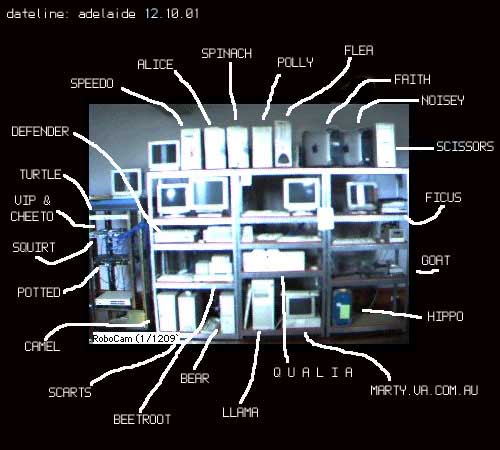 dateline: adelaide 12.10.01
FLEA
SPINACH
POLLY
ALICE
FAITH
SPEEDO
NOISEY
DEFENDER
SCISSORS
TURTLE
VIP &
CHEETO
FICUS
SQUIRT
GOAT
POTTED
HIPPO
RoboCam (1/1209)
CAMEL
QUALIA
BEAR
SCARTS
MARTY.VA.COM.AU
LLAMA
BEETROOT